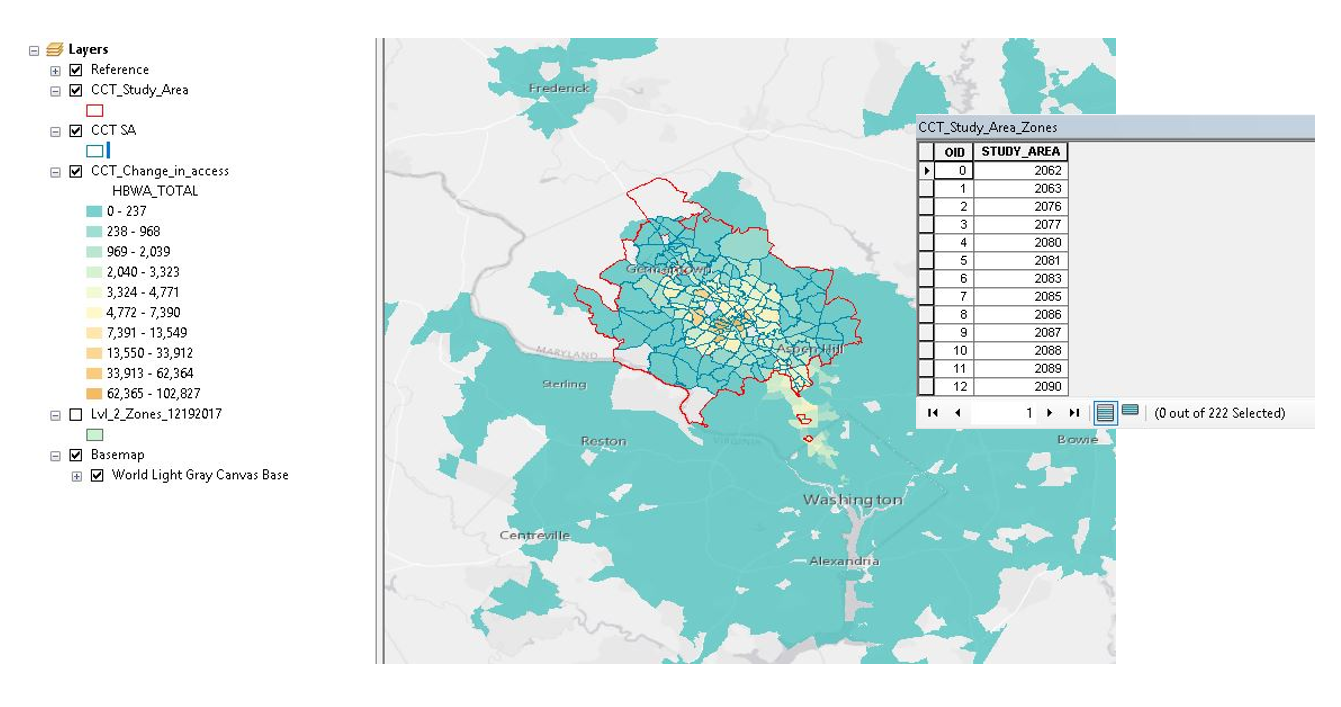 Layers
Reference
CCT_Study_Area
CCT SA
CCT_Change_in_access
HBWA_TOTAL
0 - 237
238 - 968
969 - 2,039
2,040 - 3,323
3,324 - 4,771
4,772 - 7,390
7,391 - 13,549
13,550 - 33,912
33,913 - 62,364
62,365 - 102,827
Lvl_2_Zones_12192017
Basemap
World Light Gray Canvas Base
Frederick
Germantown
Aspen Hill
MARYLAND
VIRGINIA
Sterling
Reston
Bowie
Washington
Centreville
Alexandria
CCT_Study_Area_Zones
OID STUDY_AREA
0 2062
1 2063
2 2076
3 2077
4 2080
5 2081
6 2083
7 2085
8 2086
9 2087
10 2088
11 2089
12 2090
1 (0 out of 222 Selected)